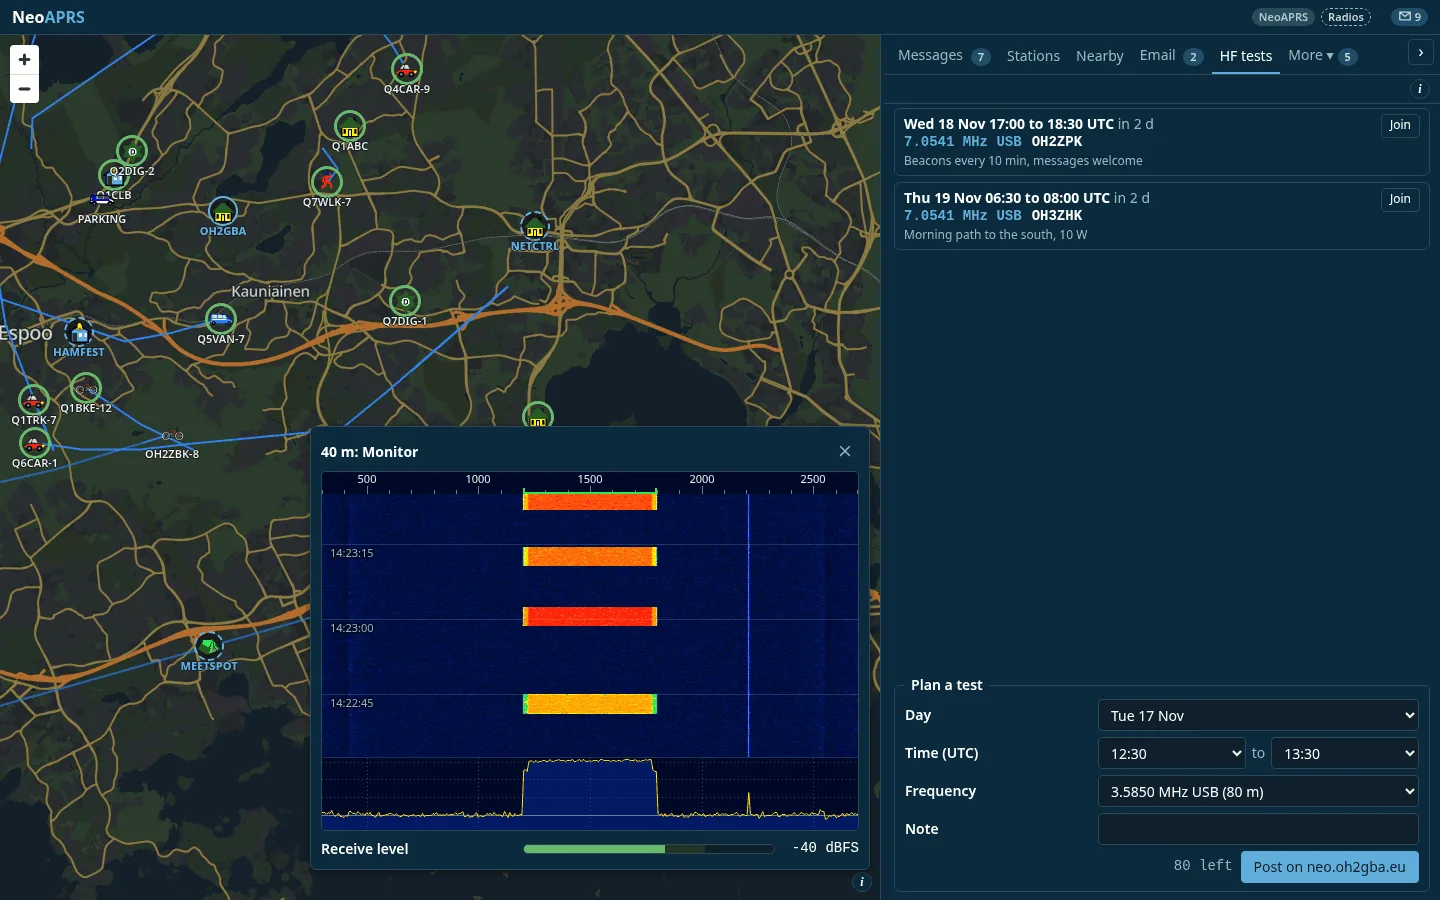 NeoAPRS
NeoAPRS
Radios
9
+
−
Messages 7
Stations
Nearby
Email 2
HF tests
More ▾ 5
›
i
Wed 18 Nov 17:00 to 18:30 UTC in 2 d
7.0541 MHz USB OH2ZPK
Beacons every 10 min, messages welcome
Join
Thu 19 Nov 06:30 to 08:00 UTC in 2 d
7.0541 MHz USB OH3ZHK
Morning path to the south, 10 W
Join
Q4CAR-9
Q1ABC
Q2DIG-2
Q1CLB
PARKING
Q7WLK-7
OH2GBA
NETCTRL
Kauniainen
Q7DIG-1
Q5VAN-7
Espoo
HAMFEST
Q1BKE-12
Q1TRK-7
OH2ZBK-8
Q6CAR-1
MEETSPOT
40 m: Monitor
500 1000 1500 2000 2500
14:23:15
14:23:00
14:22:45
Receive level -40 dBFS
i
Plan a test
Day Tue 17 Nov
Time (UTC) 12:30 to 13:30
Frequency 3.5850 MHz USB (80 m)
Note
80 left
Post on neo.oh2gba.eu